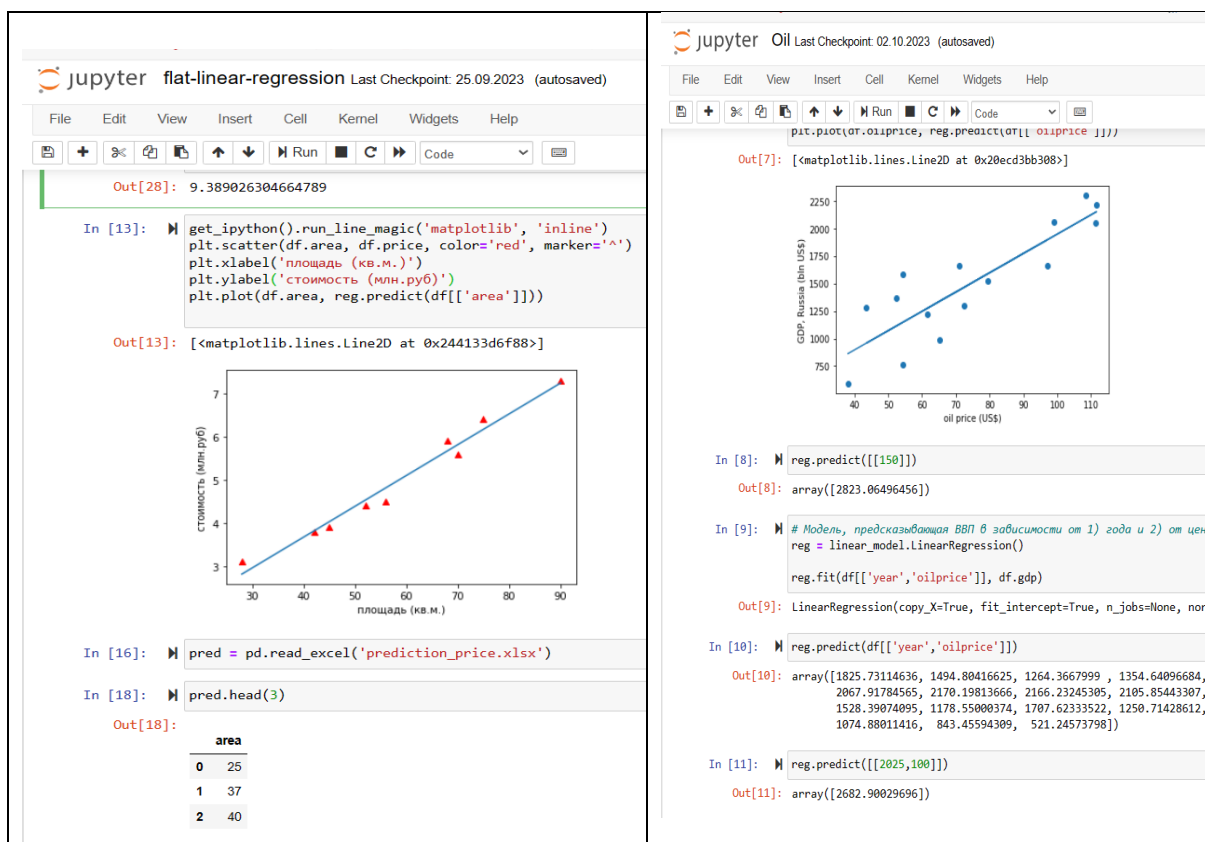 jupyter flat-linear-regression Last Checkpoint: 25.09.2023 (autosaved)
File Edit View Insert Cell Kernel Widgets Help
Run Code
Out[28]: 9.389026304664789
In [13]: get_ipython().run_line_magic('matplotlib', 'inline')
plt.scatter(df.area, df.price, color='red', marker='^')
plt.xlabel('площадь (кв.м.)')
plt.ylabel('стоимость (млн.руб)')
plt.plot(df.area, reg.predict(df[['area']]))
Out[13]: [<matplotlib.lines.Line2D at 0x244133d6f88>]
7
6
5
4
3
стоимость (млн.руб)
30 40 50 60 70 80 90
площадь (кв.м.)
In [16]: pred = pd.read_excel('prediction_price.xlsx')
In [18]: pred.head(3)
Out[18]:
area
0 25
1 37
2 40
jupyter Oil Last Checkpoint: 02.10.2023 (autosaved)
File Edit View Insert Cell Kernel Widgets Help
Run Code
plt.plot(df.oilprice, reg.predict(df[['oilprice']]))
Out[7]: [<matplotlib.lines.Line2D at 0x20ecd3bb308>]
2250
2000
1750
1500
1250
1000
750
GDP, Russia (bln US$)
40 50 60 70 80 90 100 110
oil price (US$)
In [8]: reg.predict([[150]])
Out[8]: array([2823.06496456])
In [9]: # Модель, предсказывающая ВВП в зависимости от 1) года и 2) от цен
reg = linear_model.LinearRegression()
reg.fit(df[['year','oilprice']], df.gdp)
Out[9]: LinearRegression(copy_X=True, fit_intercept=True, n_jobs=None, nor
In [10]: reg.predict(df[['year','oilprice']])
Out[10]: array([1825.73114636, 1494.80416625, 1264.3667999 , 1354.64096684,
2067.91784565, 2170.19813666, 2166.23245305, 2105.85443307,
1528.39074095, 1178.55000374, 1707.62333522, 1250.71428612,
1074.88011416, 843.45594309, 521.24573798])
In [11]: reg.predict([[2025,100]])
Out[11]: array([2682.90029696])